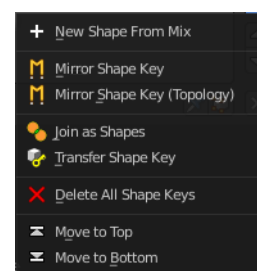 New Shape From Mix
Mirror Shape Key
Mirror Shape Key (Topology)
Join as Shapes
Transfer Shape Key
Delete All Shape Keys
Move to Top
Move to Bottom